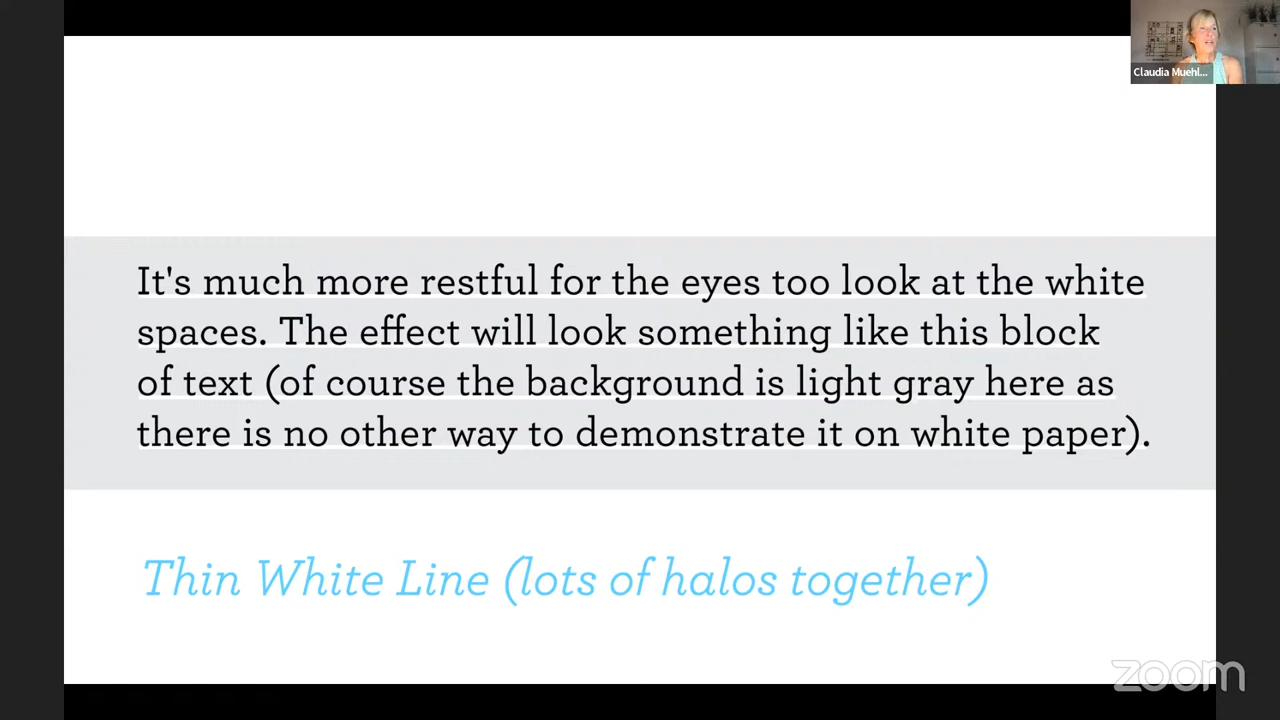 Claudia Muehl...
It's much more restful for the eyes too look at the white
spaces. The effect will look something like this block
of text (of course the background is light gray here as
there is no other way to demonstrate it on white paper).
Thin White Line (lots of halos together)
zoom